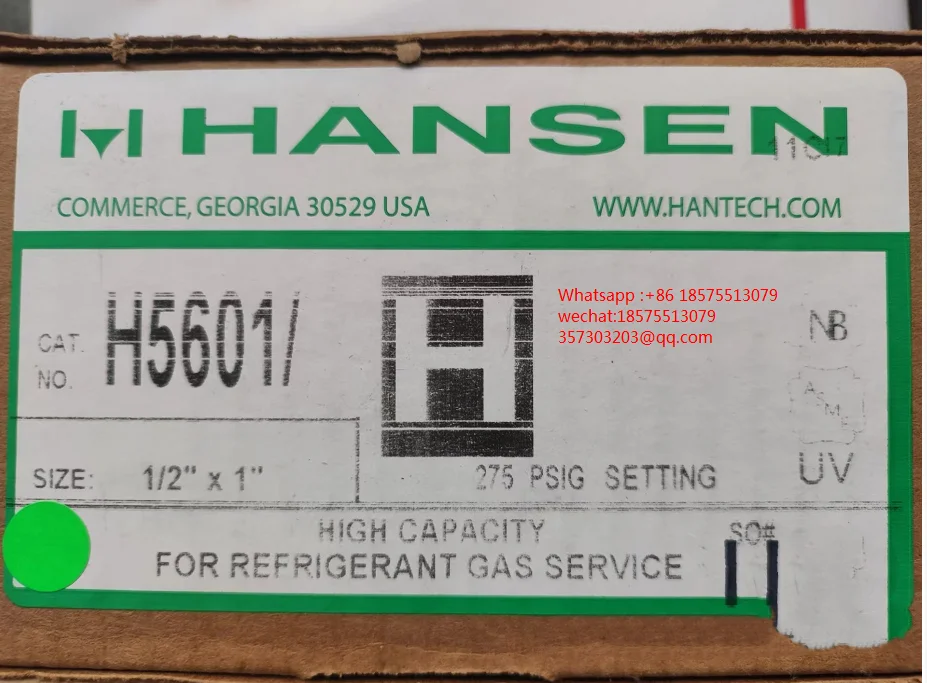 HANSEN
COMMERCE, GEORGIA 30529 USA
WWW.HANTECH.COM
CAT. NO.
H5601/
H
Whatsapp :+86 18575513079
wechat:18575513079
357303203@qq.com
NB
ASME
UV
SIZE: 1/2" x 1"
275 PSIG SETTING
HIGH CAPACITY
SO#
FOR REFRIGERANT GAS SERVICE